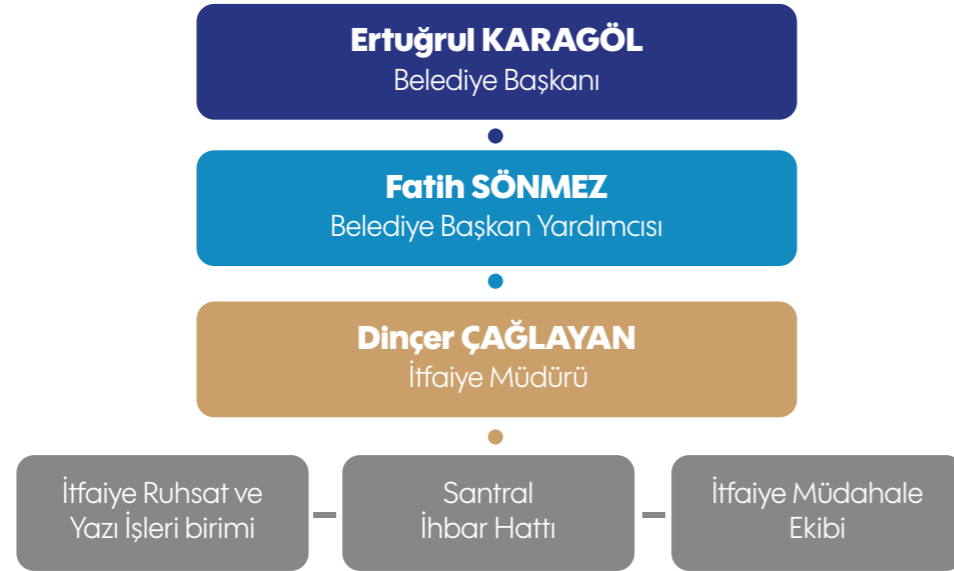 Ertuğrul KARAGÖL
Belediye Başkanı
Fatih SÖNMEZ
Belediye Başkan Yardımcısı
Dinçer ÇAĞLAYAN
İtfaiye Müdürü
İtfaiye Ruhsat ve
Yazı İşleri birimi
Santral
İhbar Hattı
İtfaiye Müdahale
Ekibi